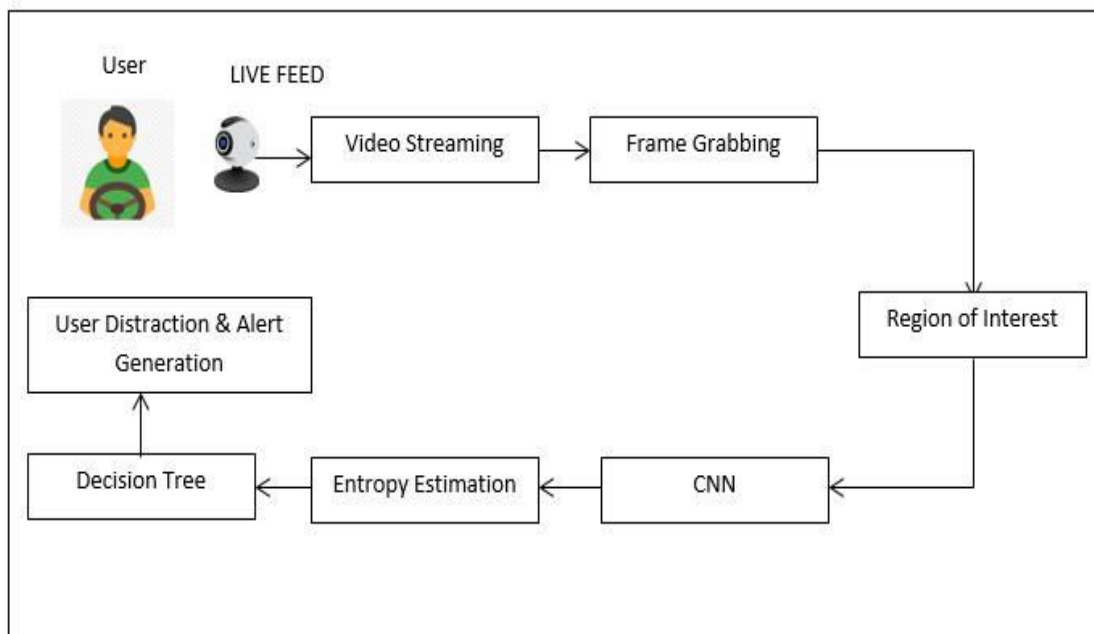 User
LIVE FEED
Video Streaming
Frame Grabbing
Region of Interest
CNN
Entropy Estimation
Decision Tree
User Distraction & Alert
Generation